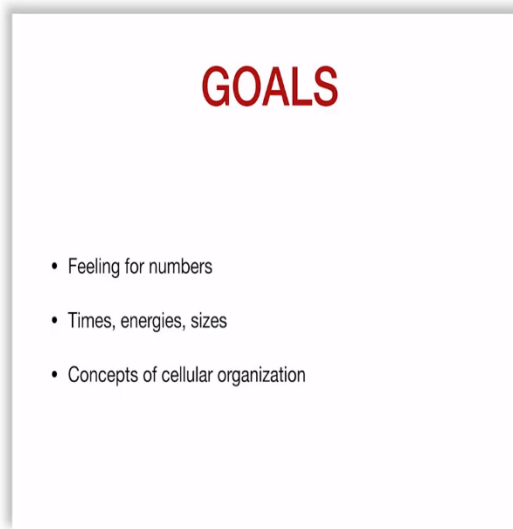 GOALS
• Feeling for numbers
• Times, energies, sizes
• Concepts of cellular organization